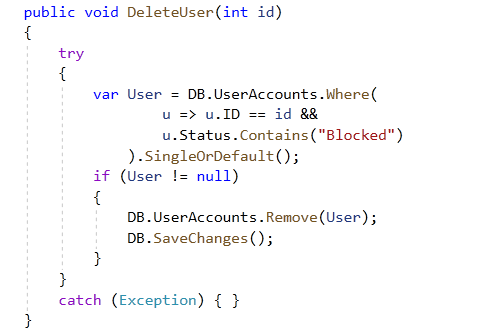 public void DeleteUser(int id)
{
    try
    {
        var User = DB.UserAccounts.Where(
                u => u.ID == id &&
                u.Status.Contains("Blocked")
            ).SingleOrDefault();
        if (User != null)
        {
            DB.UserAccounts.Remove(User);
            DB.SaveChanges();
        }
    }
    catch (Exception) { }
}